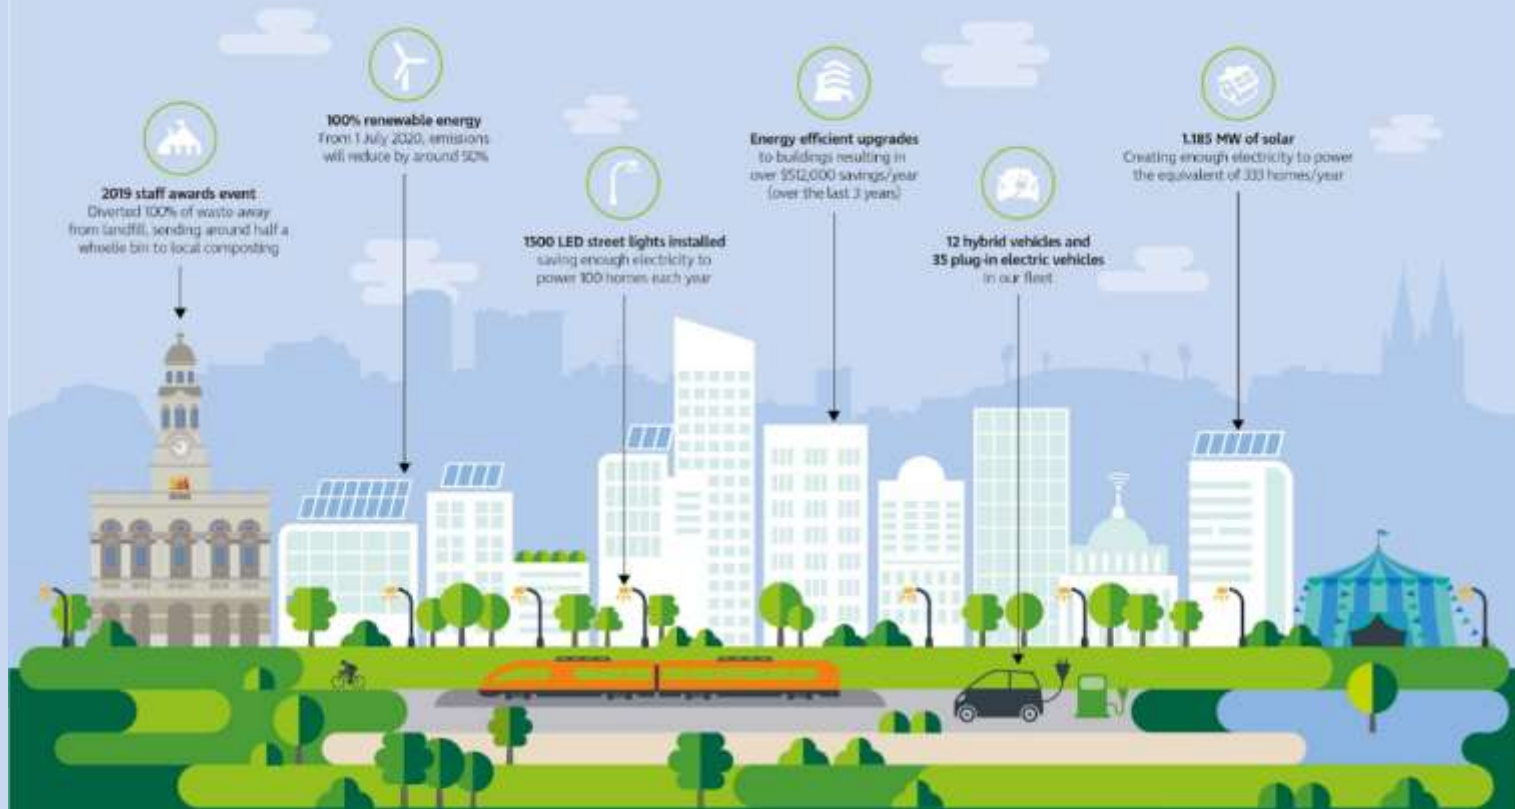 2019 staff awards event
Diverted 100% of waste away
from landfill, sending around half a
wheelie bin to local composting
100% renewable energy
From 1 July 2020, emissions
will reduce by around 50%
1500 LED street lights installed
saving enough electricity to
power 100 homes each year
Energy efficient upgrades
to buildings resulting in
over $512,000 savings/year
(over the last 3 years)
12 hybrid vehicles and
35 plug-in electric vehicles
in our fleet
1.185 MW of solar
Creating enough electricity to power
the equivalent of 333 homes/year